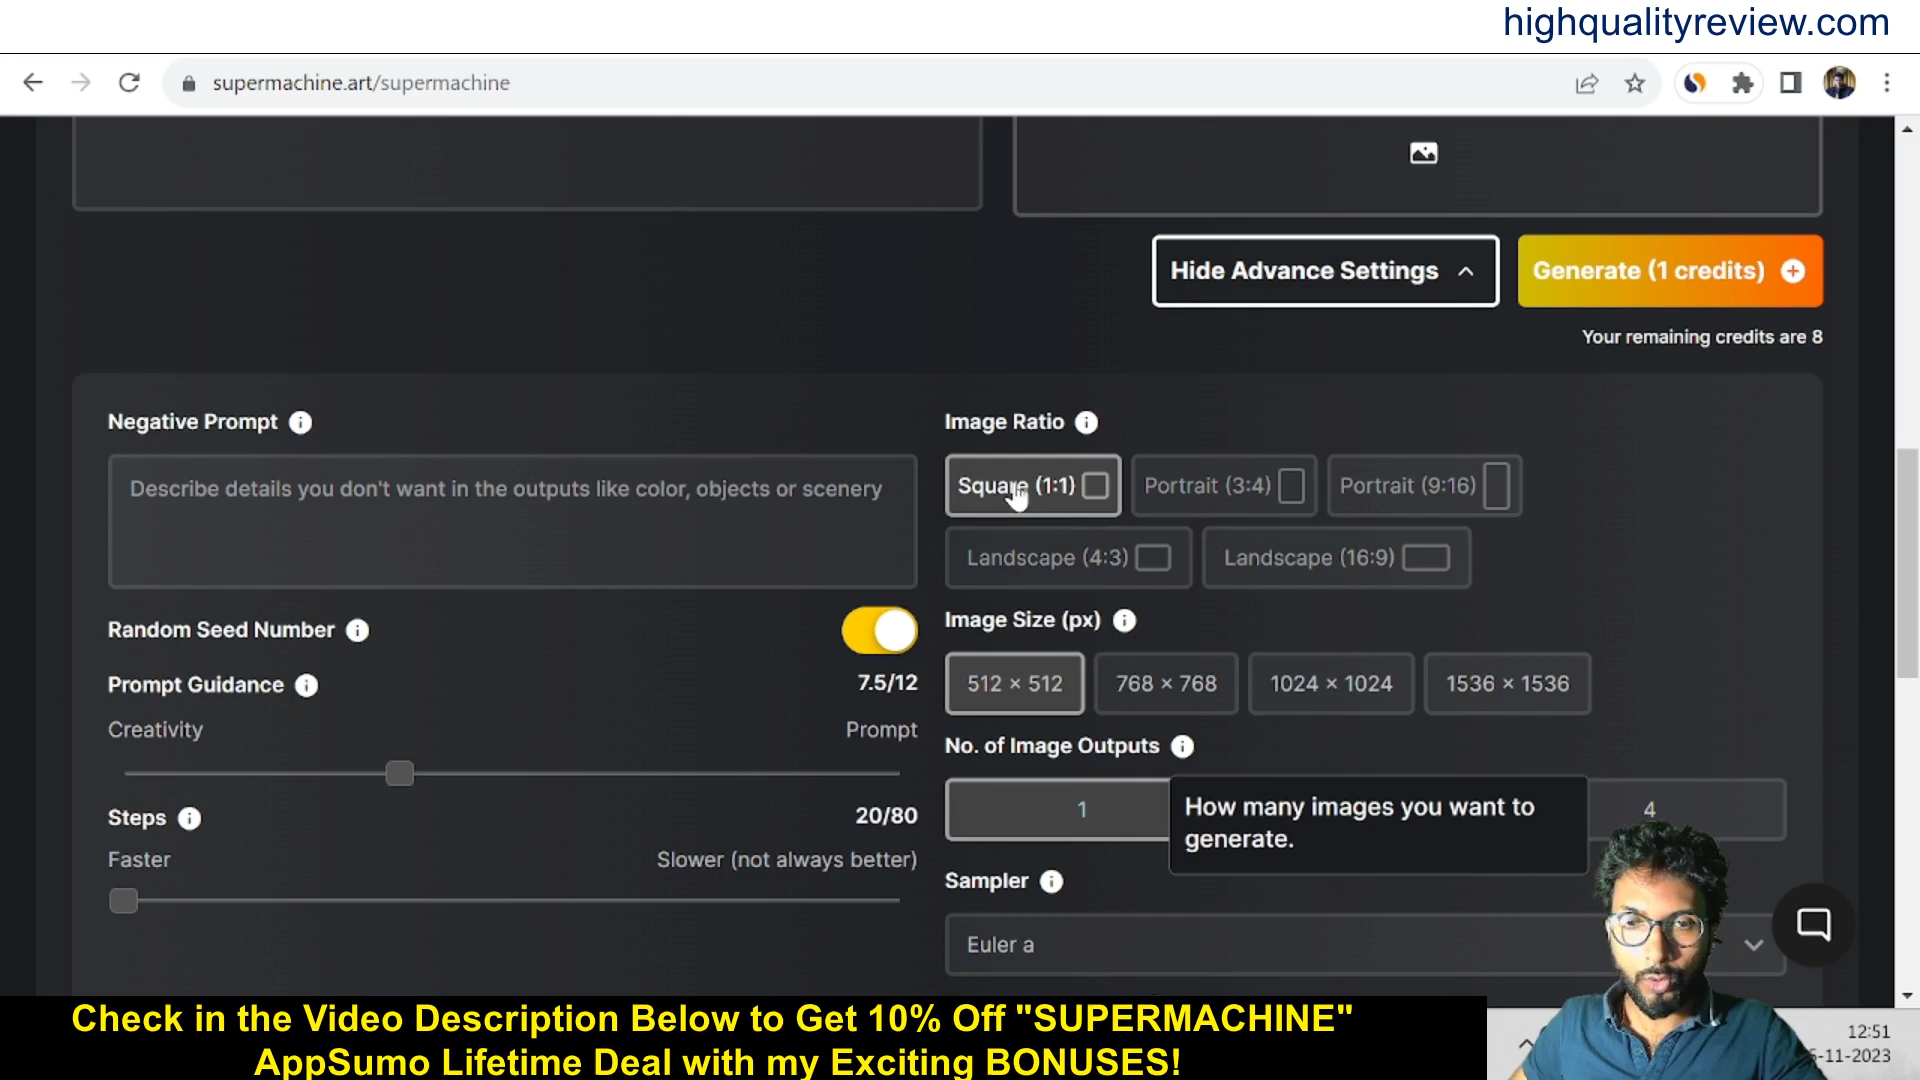 highqualityreview.com
supermachine.art/supermachine
Hide Advance Settings
Generate (1 credits)
Your remaining credits are 8
Negative Prompt
Describe details you don't want in the outputs like color, objects or scenery
Random Seed Number
Prompt Guidance 7.5/12
Creativity Prompt
Steps 20/80
Faster Slower (not always better)
Image Ratio
Square (1:1) Portrait (3:4) Portrait (9:16)
Landscape (4:3) Landscape (16:9)
Image Size (px)
512 × 512 768 × 768 1024 × 1024 1536 × 1536
No. of Image Outputs
1 4
How many images you want to
generate.
Sampler
Euler a
Check in the Video Description Below to Get 10% Off "SUPERMACHINE"
AppSumo Lifetime Deal with my Exciting BONUSES!
12:51
-11-2023